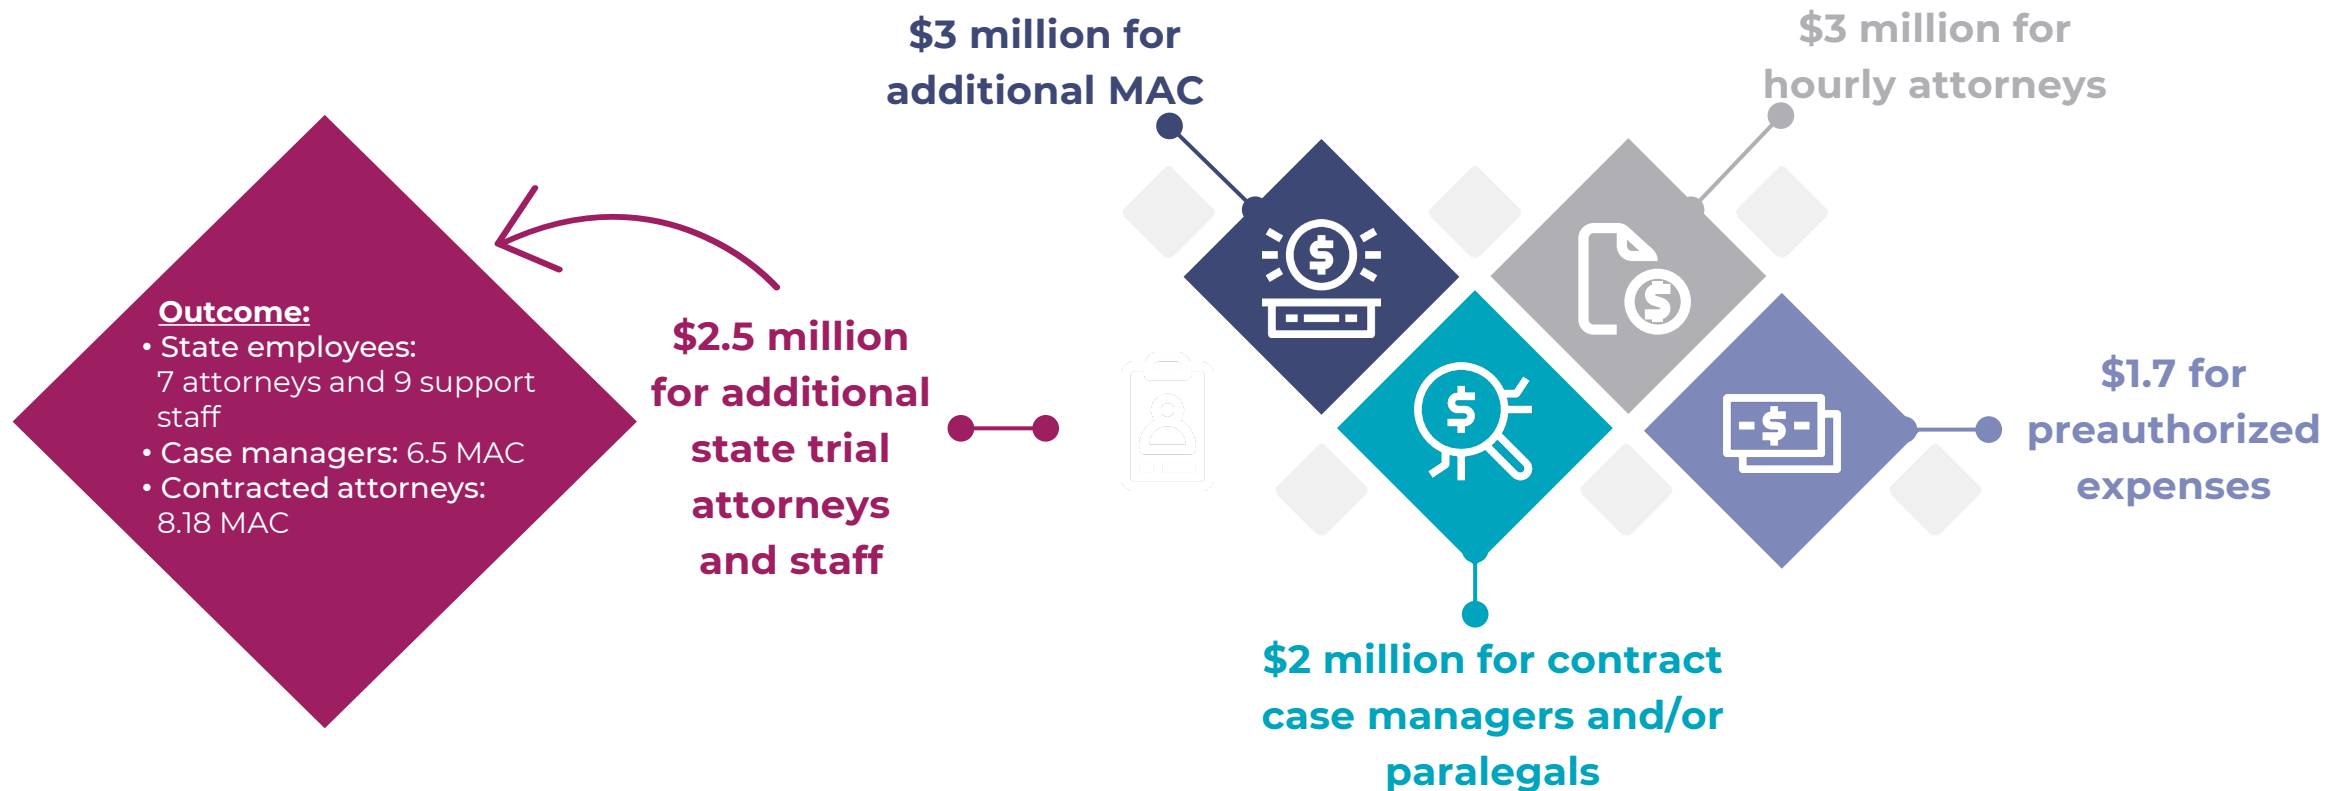 Outcome:
• State employees:
7 attorneys and 9 support
staff
• Case managers: 6.5 MAC
• Contracted attorneys:
8.18 MAC
$2.5 million
for additional
state trial
attorneys
and staff
$3 million for
additional MAC
$3 million for
hourly attorneys
$2 million for contract
case managers and/or
paralegals
$1.7 for
preauthorized
expenses